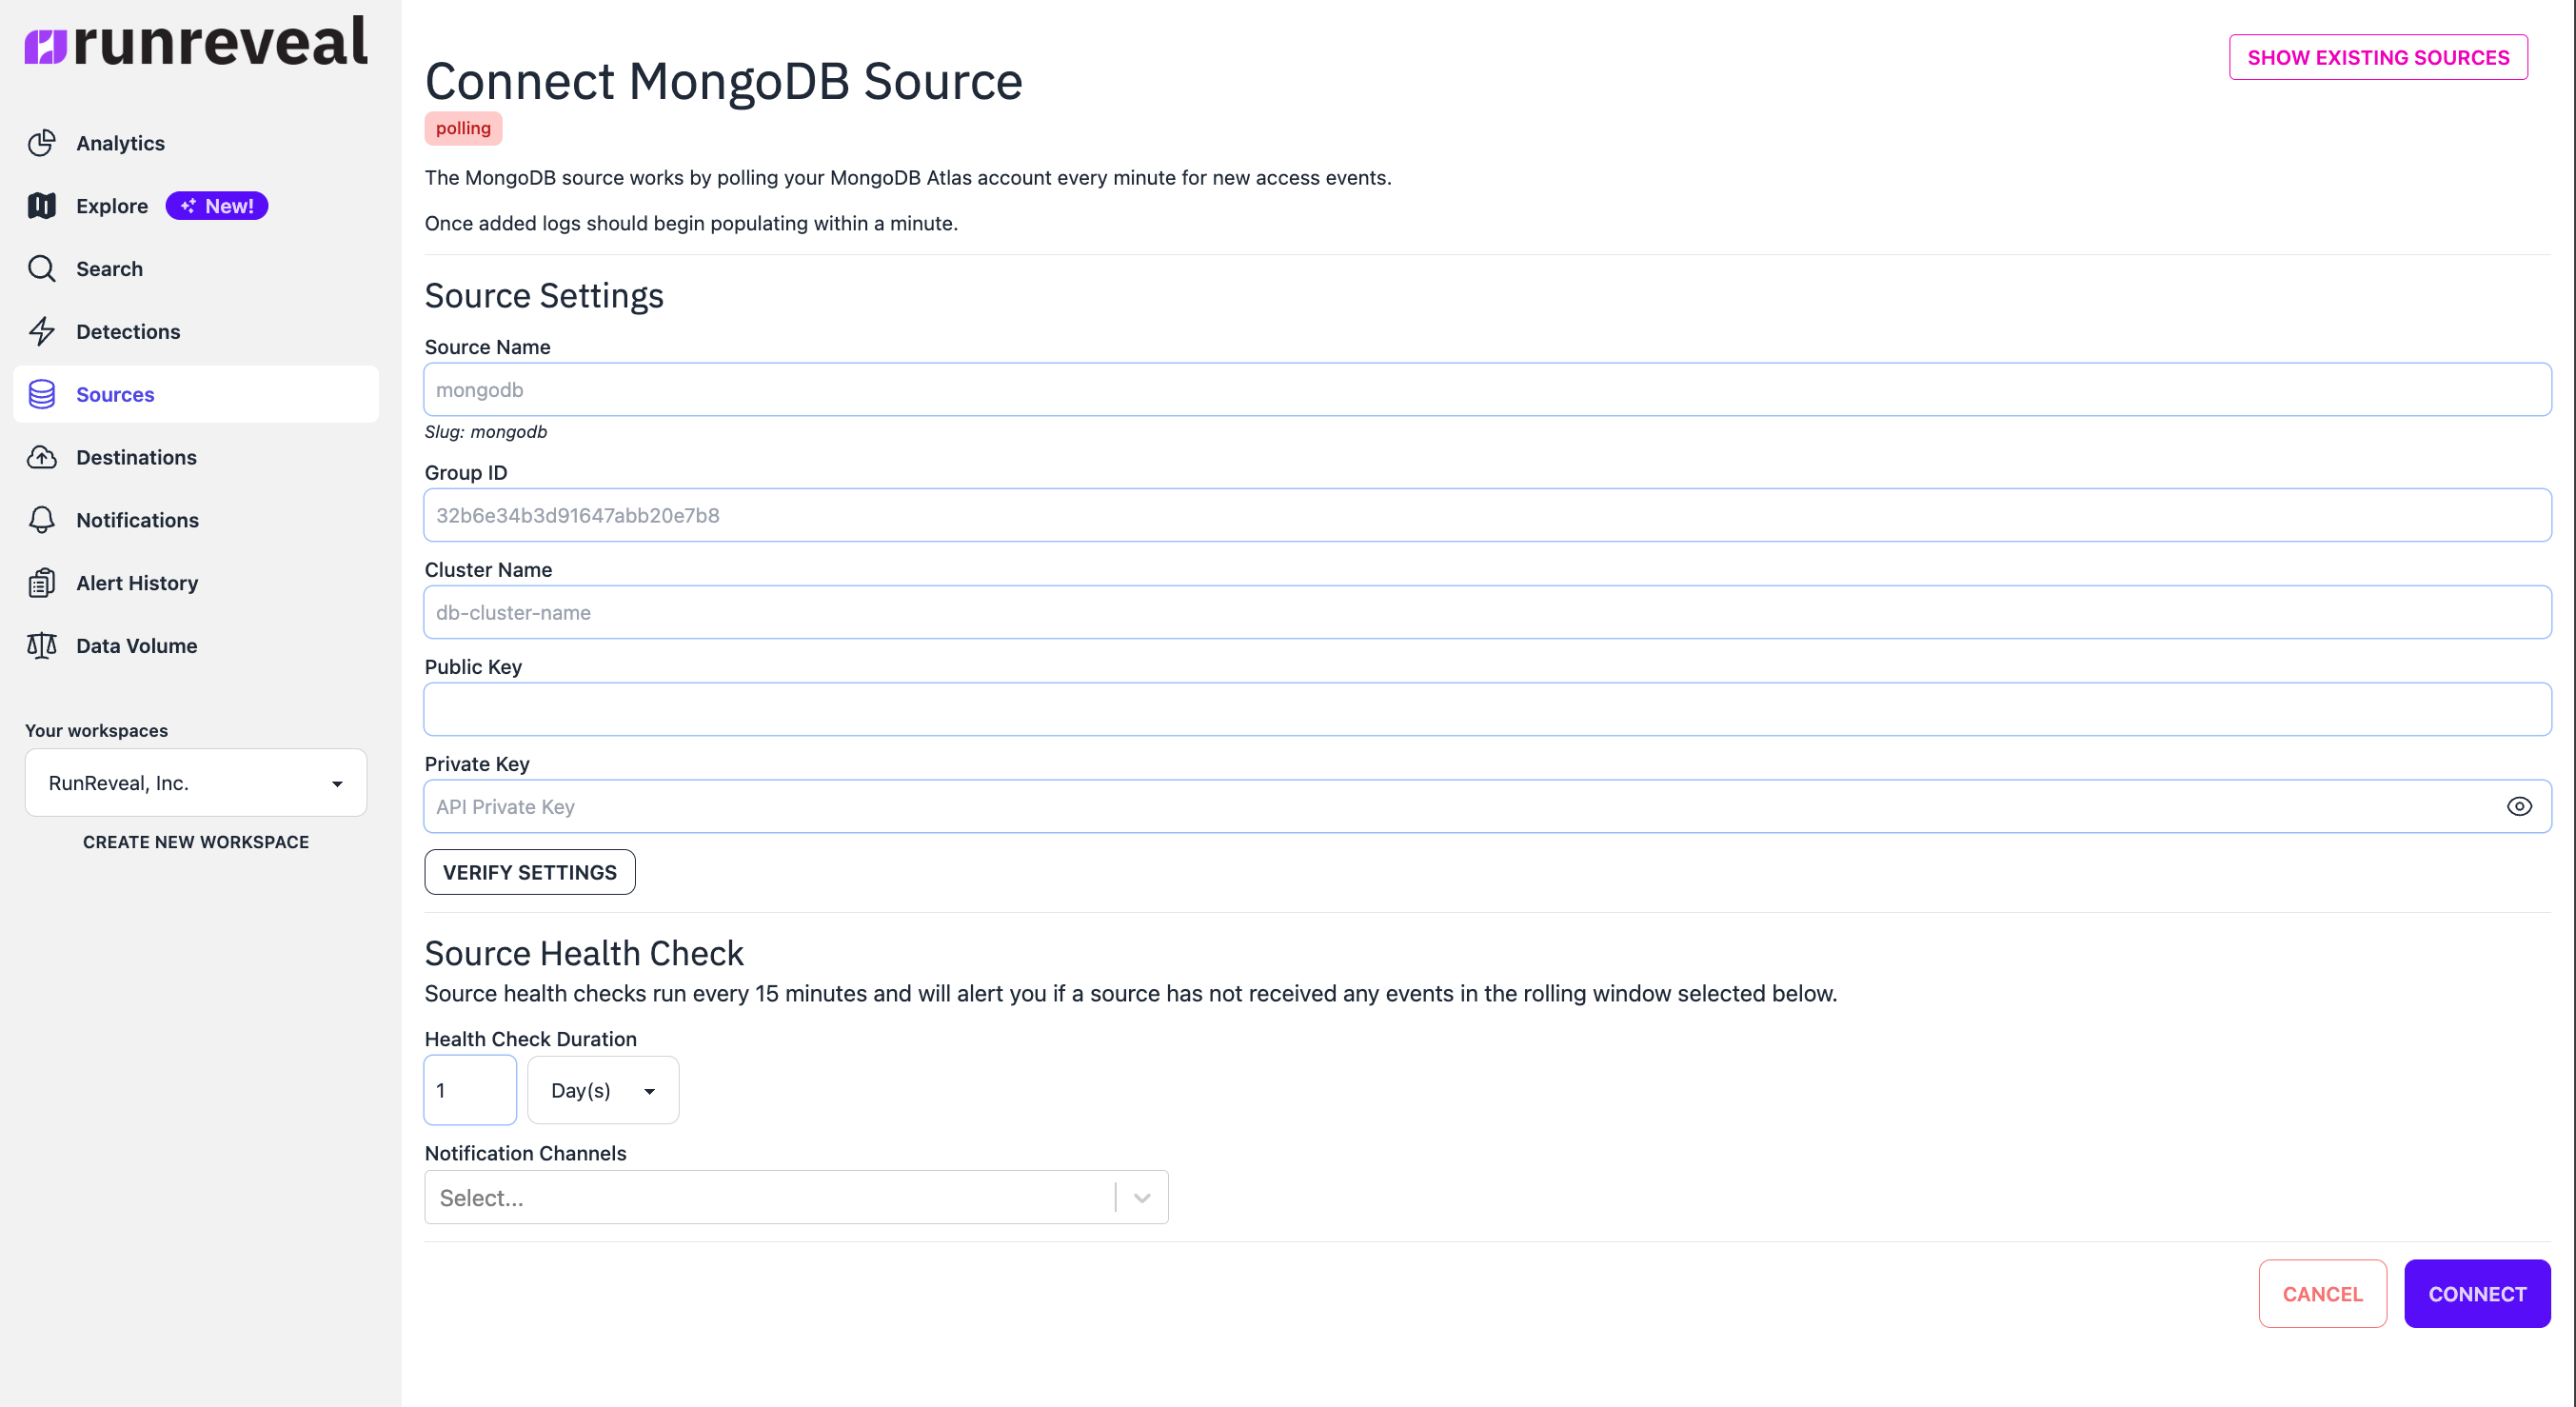 runreveal
Analytics
Explore New!
Search
Detections
Sources
Destinations
Notifications
Alert History
Data Volume
Your workspaces
RunReveal, Inc.
CREATE NEW WORKSPACE
SHOW EXISTING SOURCES
Connect MongoDB Source
polling
The MongoDB source works by polling your MongoDB Atlas account every minute for new access events.
Once added logs should begin populating within a minute.
Source Settings
Source Name
mongodb
Slug: mongodb
Group ID
32b6e34b3d91647abb20e7b8
Cluster Name
db-cluster-name
Public Key
Private Key
API Private Key
VERIFY SETTINGS
Source Health Check
Source health checks run every 15 minutes and will alert you if a source has not received any events in the rolling window selected below.
Health Check Duration
1 Day(s)
Notification Channels
Select...
CANCEL CONNECT